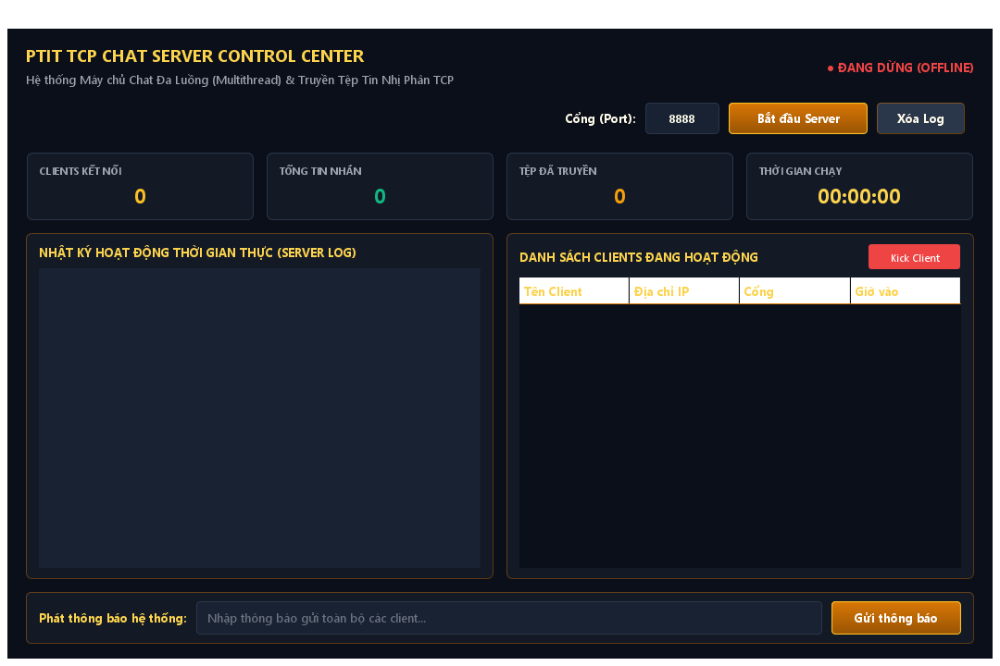 PTIT TCP CHAT SERVER CONTROL CENTER
Hệ thống Máy chủ Chat Đa Luồng (Multithread) & Truyền Tệp Tin Nhị Phân TCP
● ĐANG DỪNG (OFFLINE)
Cổng (Port): 8888 Bắt đầu Server Xóa Log
CLIENTS KẾT NỐI
0
TỔNG TIN NHẮN
0
TỆP ĐÃ TRUYỀN
0
THỜI GIAN CHẠY
00:00:00
NHẬT KÝ HOẠT ĐỘNG THỜI GIAN THỰC (SERVER LOG)
DANH SÁCH CLIENTS ĐANG HOẠT ĐỘNG Kick Client
Tên Client Địa chỉ IP Cổng Giờ vào
Phát thông báo hệ thống: Nhập thông báo gửi toàn bộ các client... Gửi thông báo